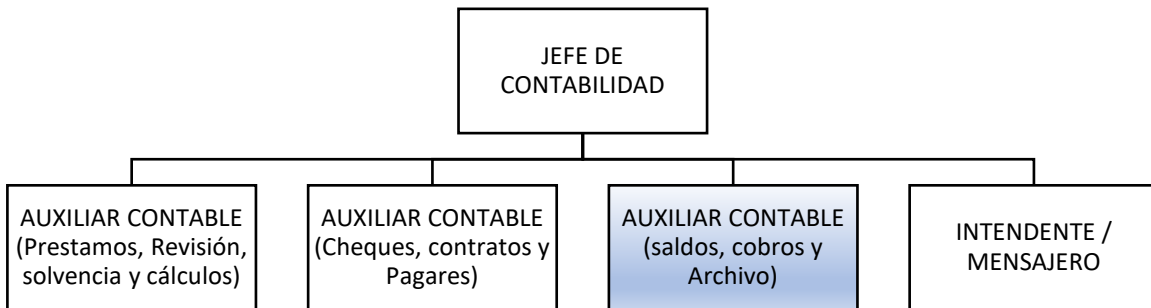 JEFE DE
CONTABILIDAD
AUXILIAR CONTABLE
(Prestamos, Revisión,
solvencia y cálculos)
AUXILIAR CONTABLE
(Cheques, contratos y
Pagares)
AUXILIAR CONTABLE
(saldos, cobros y
Archivo)
INTENDENTE /
MENSAJERO